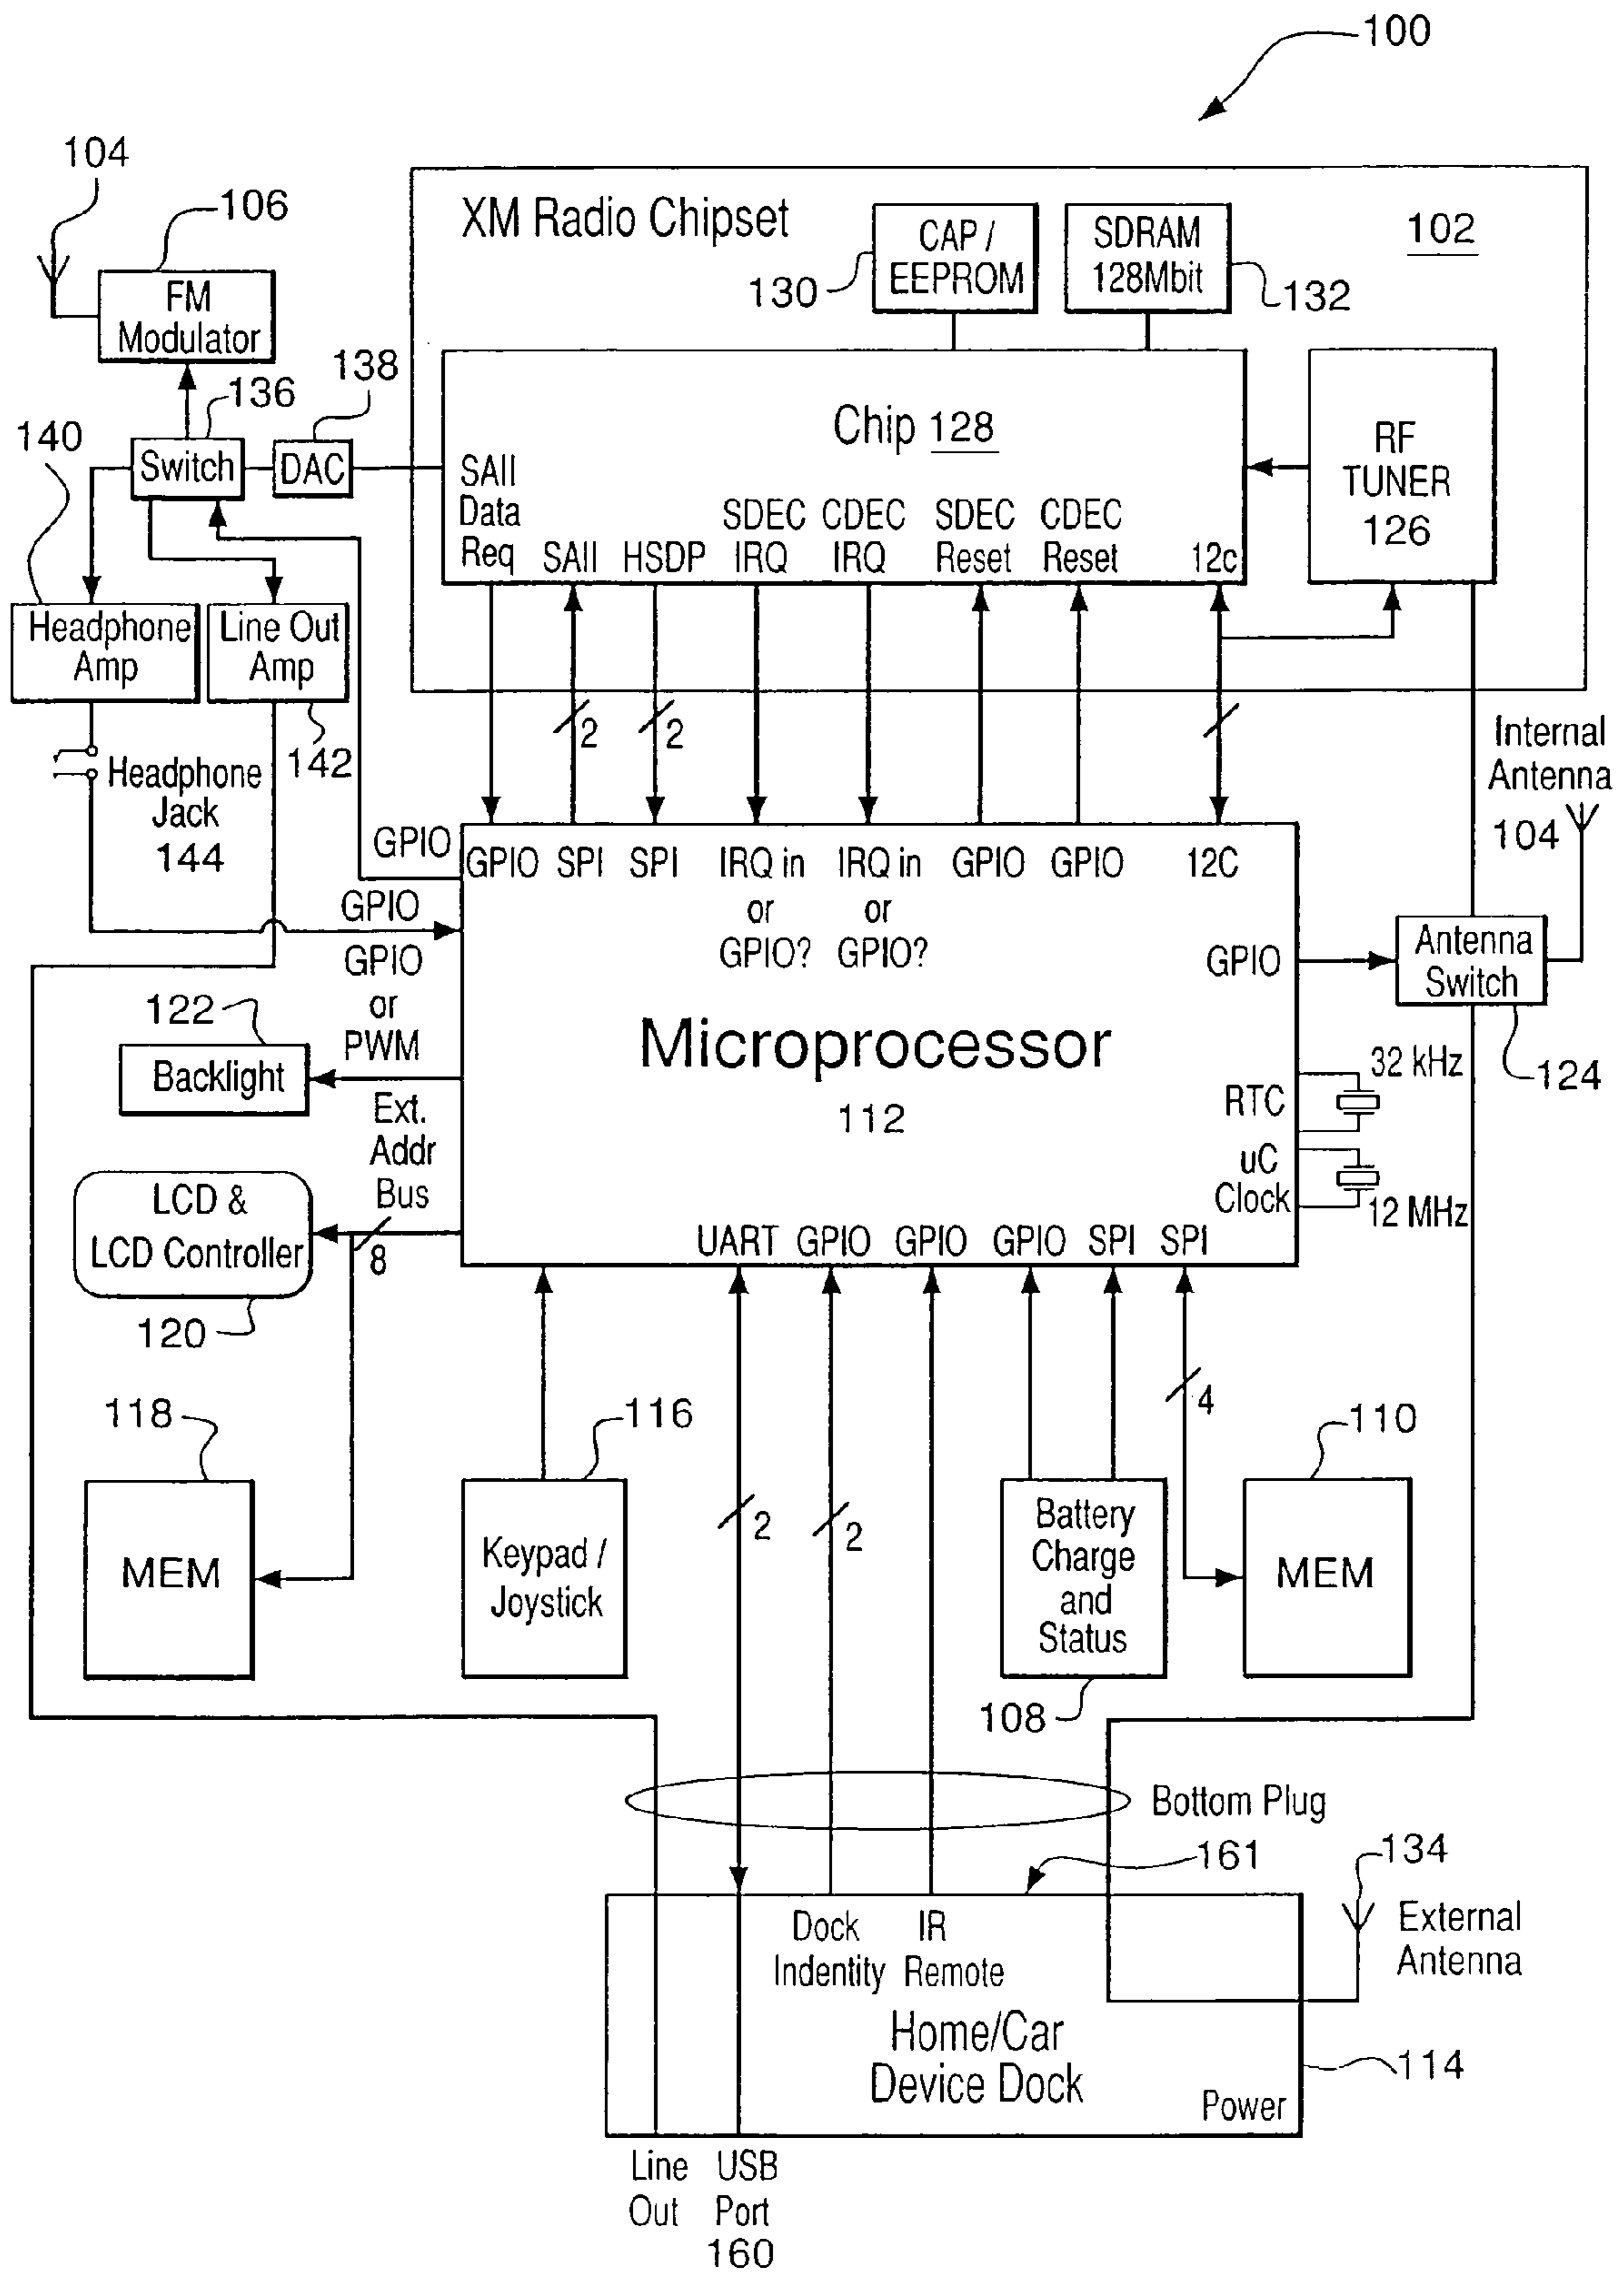 100
104
106
FM
Modulator
XM Radio Chipset
CAP /
EEPROM
130
SDRAM
128Mbit
132
102
138
136
140
Switch
DAC
Chip 128
RF
TUNER
126
SAII
Data
Req
SAII
HSDP
SDEC
IRQ
CDEC
IRQ
SDEC
Reset
CDEC
Reset
12c
Headphone
Amp
Line Out
Amp
142
2
2
Headphone
Jack
144
Internal
Antenna
104
GPIO
GPIO
GPIO
or
PWM
GPIO
SPI
SPI
IRQ in
or
GPIO?
IRQ in
or
GPIO?
GPIO
GPIO
12C
GPIO
Antenna
Switch
124
122
Backlight
Microprocessor
112
RTC
32 kHz
uC
Clock
12 MHz
Ext.
Addr
Bus
8
LCD &
LCD Controller
120
UART
GPIO
GPIO
GPIO
SPI
SPI
118
MEM
116
Keypad /
Joystick
2
2
4
Battery
Charge
and
Status
108
110
MEM
Bottom Plug
161
134
External
Antenna
Dock
Indentity
IR
Remote
Home/Car
Device Dock
114
Power
Line
Out
USB
Port
160